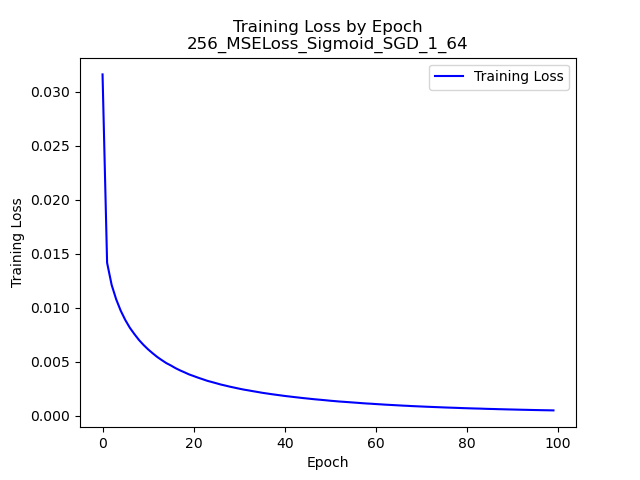 Training Loss by Epoch
256_MSELoss_Sigmoid_SGD_1_64
Training Loss
0.030
0.025
0.020
0.015
0.010
0.005
0.000
Training Loss
0 20 40 60 80 100
Epoch